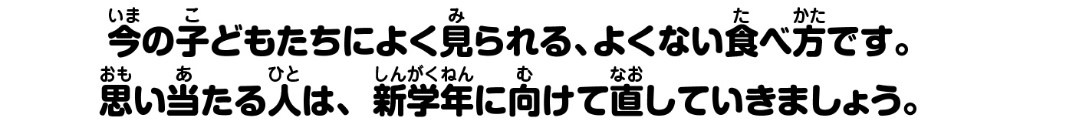 今の子どもたちによく見られる、よくない食べ方です。
思い当たる人は、新学年に向けて直していきましょう。